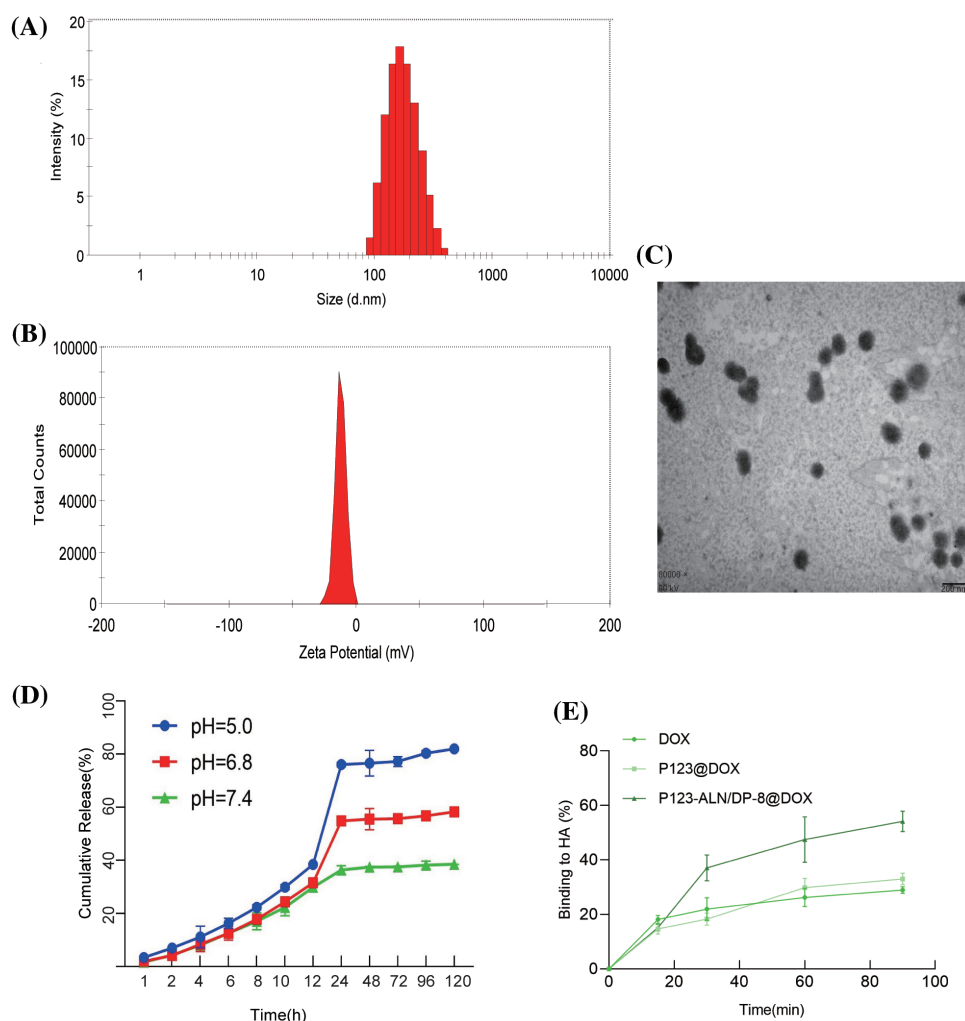 (A)
20
15
10
5
0
Intensity (%)
1 10 100 1000 10000
Size (d.nm)
(B)
100000
80000
60000
40000
20000
0
Total Counts
-200 -100 0 100 200
Zeta Potential (mV)
(C)
80000
200 nm
(D)
100
80
60
40
20
Cumulative Release(%)
pH=5.0
pH=6.8
pH=7.4
1 2 4 6 8 10 12 24 48 72 96 120
Time(h)
(E)
DOX
P123@DOX
P123-ALN/DP-8@DOX
80
60
40
20
0
Binding to HA (%)
0 20 40 60 80 100
Time(min)